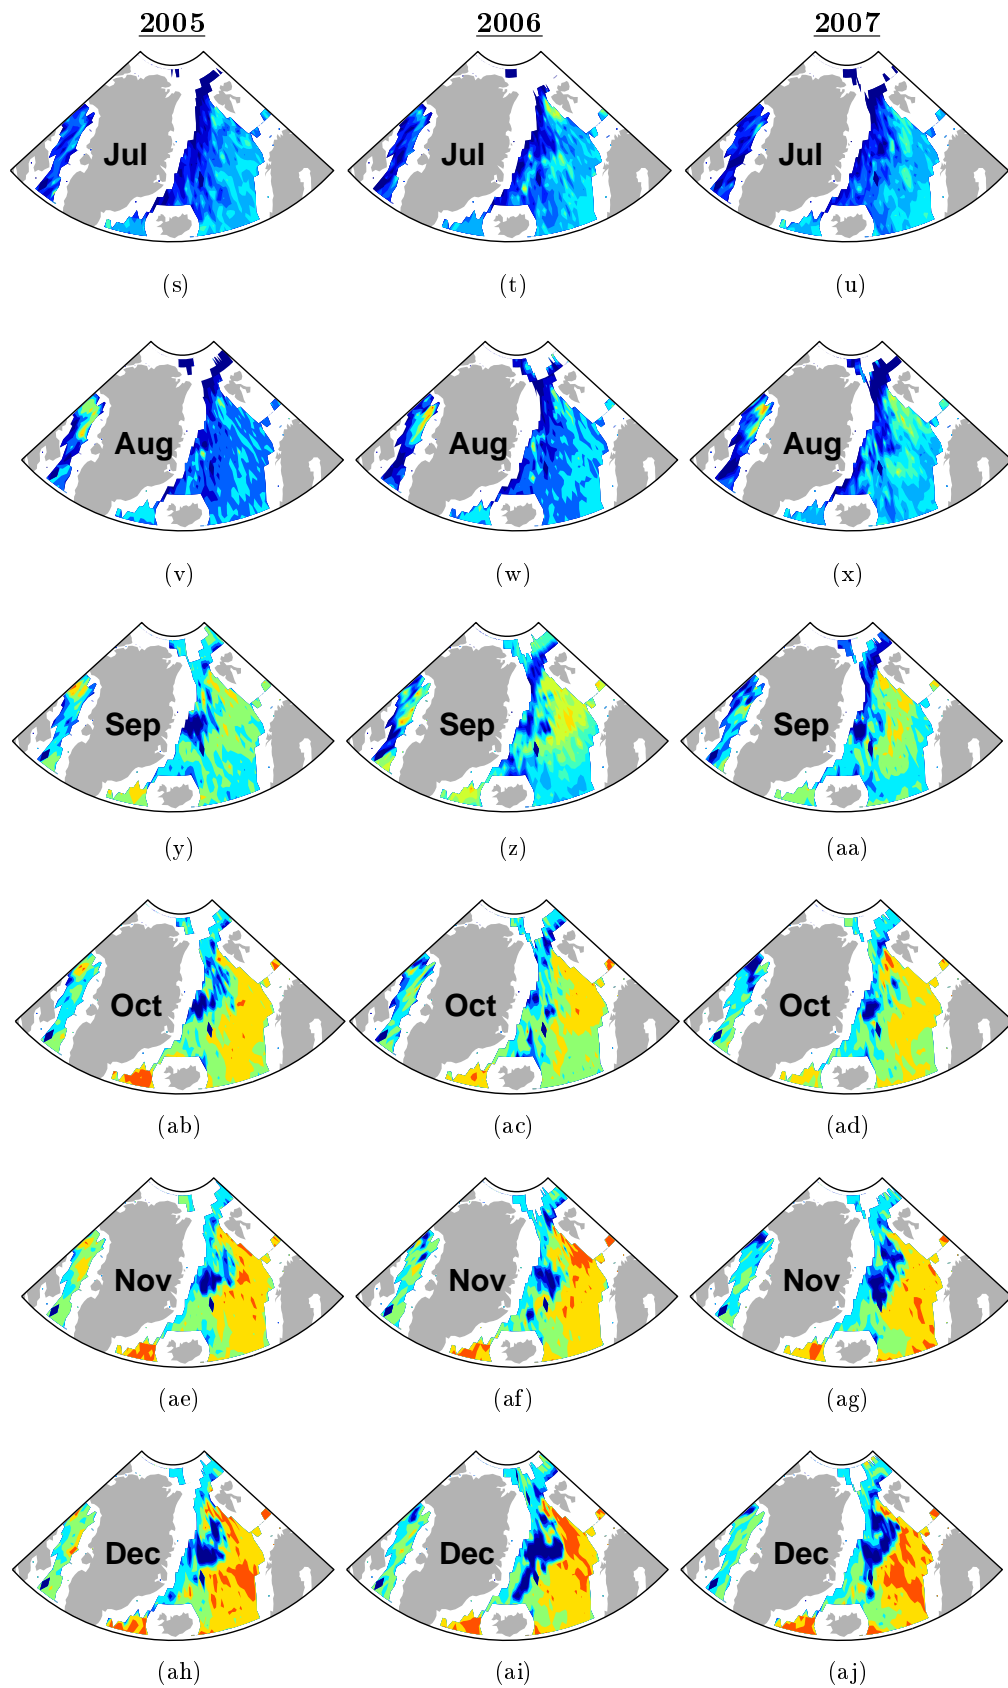 2005 2006 2007
Jul Jul Jul
(s) (t) (u)
Aug Aug Aug
(v) (w) (x)
Sep Sep Sep
(y) (z) (aa)
Oct Oct Oct
(ab) (ac) (ad)
Nov Nov Nov
(ae) (af) (ag)
Dec Dec Dec
(ah) (ai) (aj)